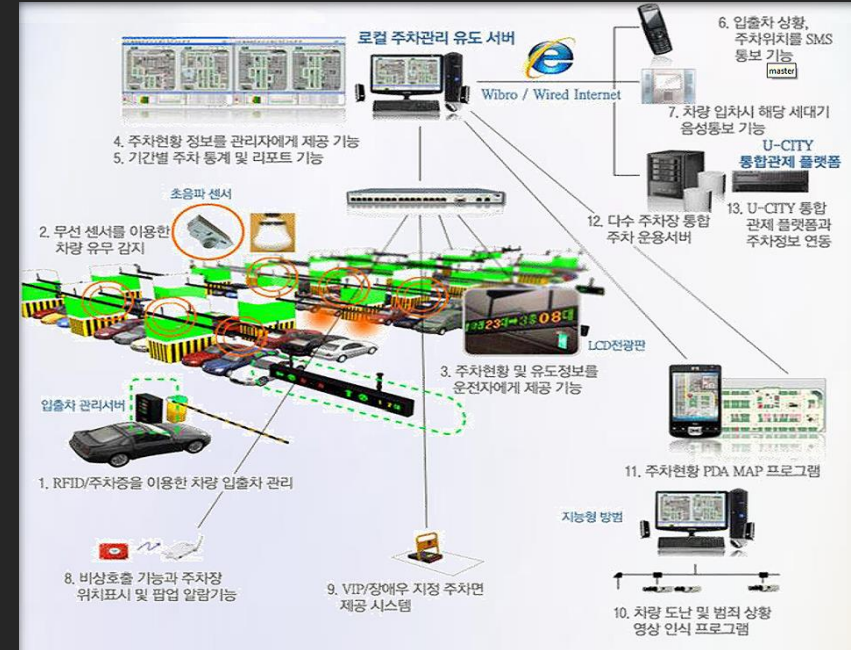 로컬 주차관리 유도 서버
Wibro / Wired Internet
6. 입출차 상황,
주차위치를 SMS
통보 기능
master
7. 차량 입차시 해당 세대기
음성통보 기능
U-CITY
통합관제 플랫폼
4. 주차현황 정보를 관리자에게 제공 기능
5. 기간별 주차 통계 및 리포트 기능
초음파 센서
2. 무선 센서를 이용한
차량 유무 감지
12. 다수 주차장 통합
주차 운용서버
13. U-CITY 통합
관제 플랫폼과
주차정보 연동
LCD전광판
3. 주차현황 및 유도정보를
운전자에게 제공 기능
입출차 관리서버
1. RFID/주차증을 이용한 차량 입출차 관리
11. 주차현황 PDA MAP 프로그램
지능형 방범
8. 비상호출 기능과 주차장
위치표시 및 팝업 알람기능
9. VIP/장애우 지정 주차면
제공 시스템
10. 차량 도난 및 범죄 상황
영상 인식 프로그램